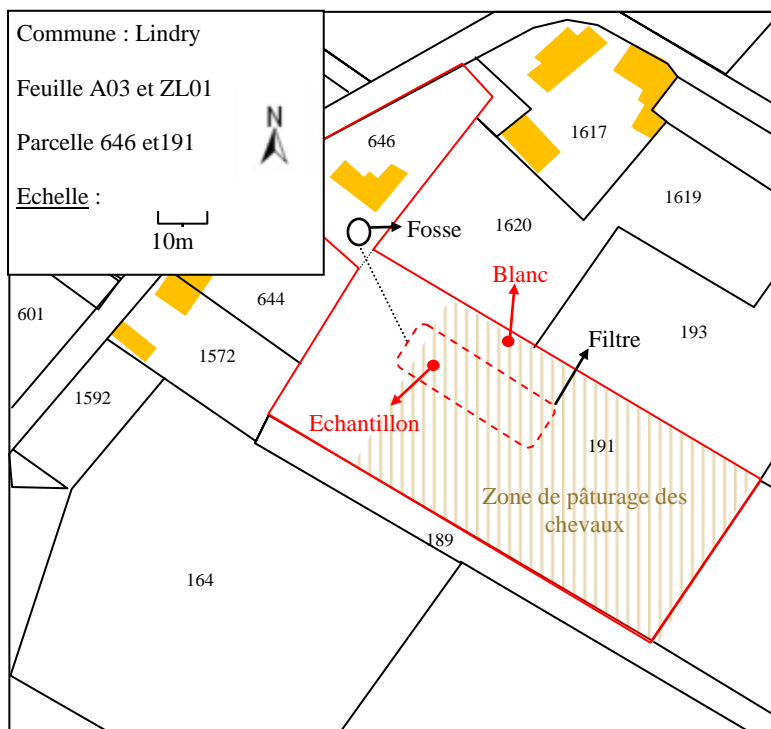 Commune : Lindry
Feuille A03 et ZL01
N
Parcelle 646 et191
Echelle :
10m
646
1617
1619
1620
Fosse
Blanc
601
644
193
Filtre
1572
1592
Echantillon
191
Zone de pâturage des
chevaux
189
164